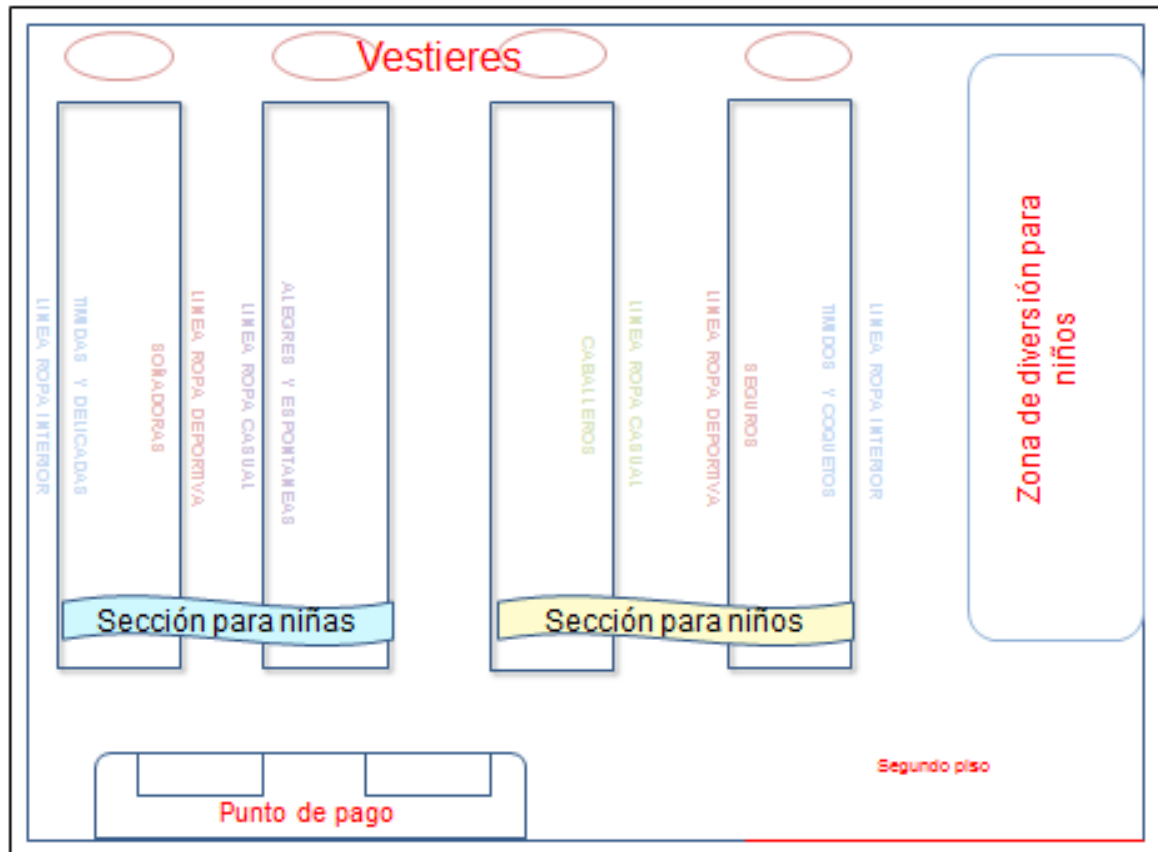 Vestieres
LINEA ROPA INTERIOR
TIMIDAS Y DELICADAS
SOÑADORAS
LINEA ROPA DEPORTIVA
LINEA ROPA CASUAL
ALEGRES Y ESPONTANEAS
CABALLEROS
LINEA ROPA CASUAL
LINEA ROPA DEPORTIVA
SEGUROS
TIMIDOS Y COQUETOS
LINEA ROPA INTERIOR
Zona de diversión para
niños
Sección para niñas
Sección para niños
Segundo piso
Punto de pago